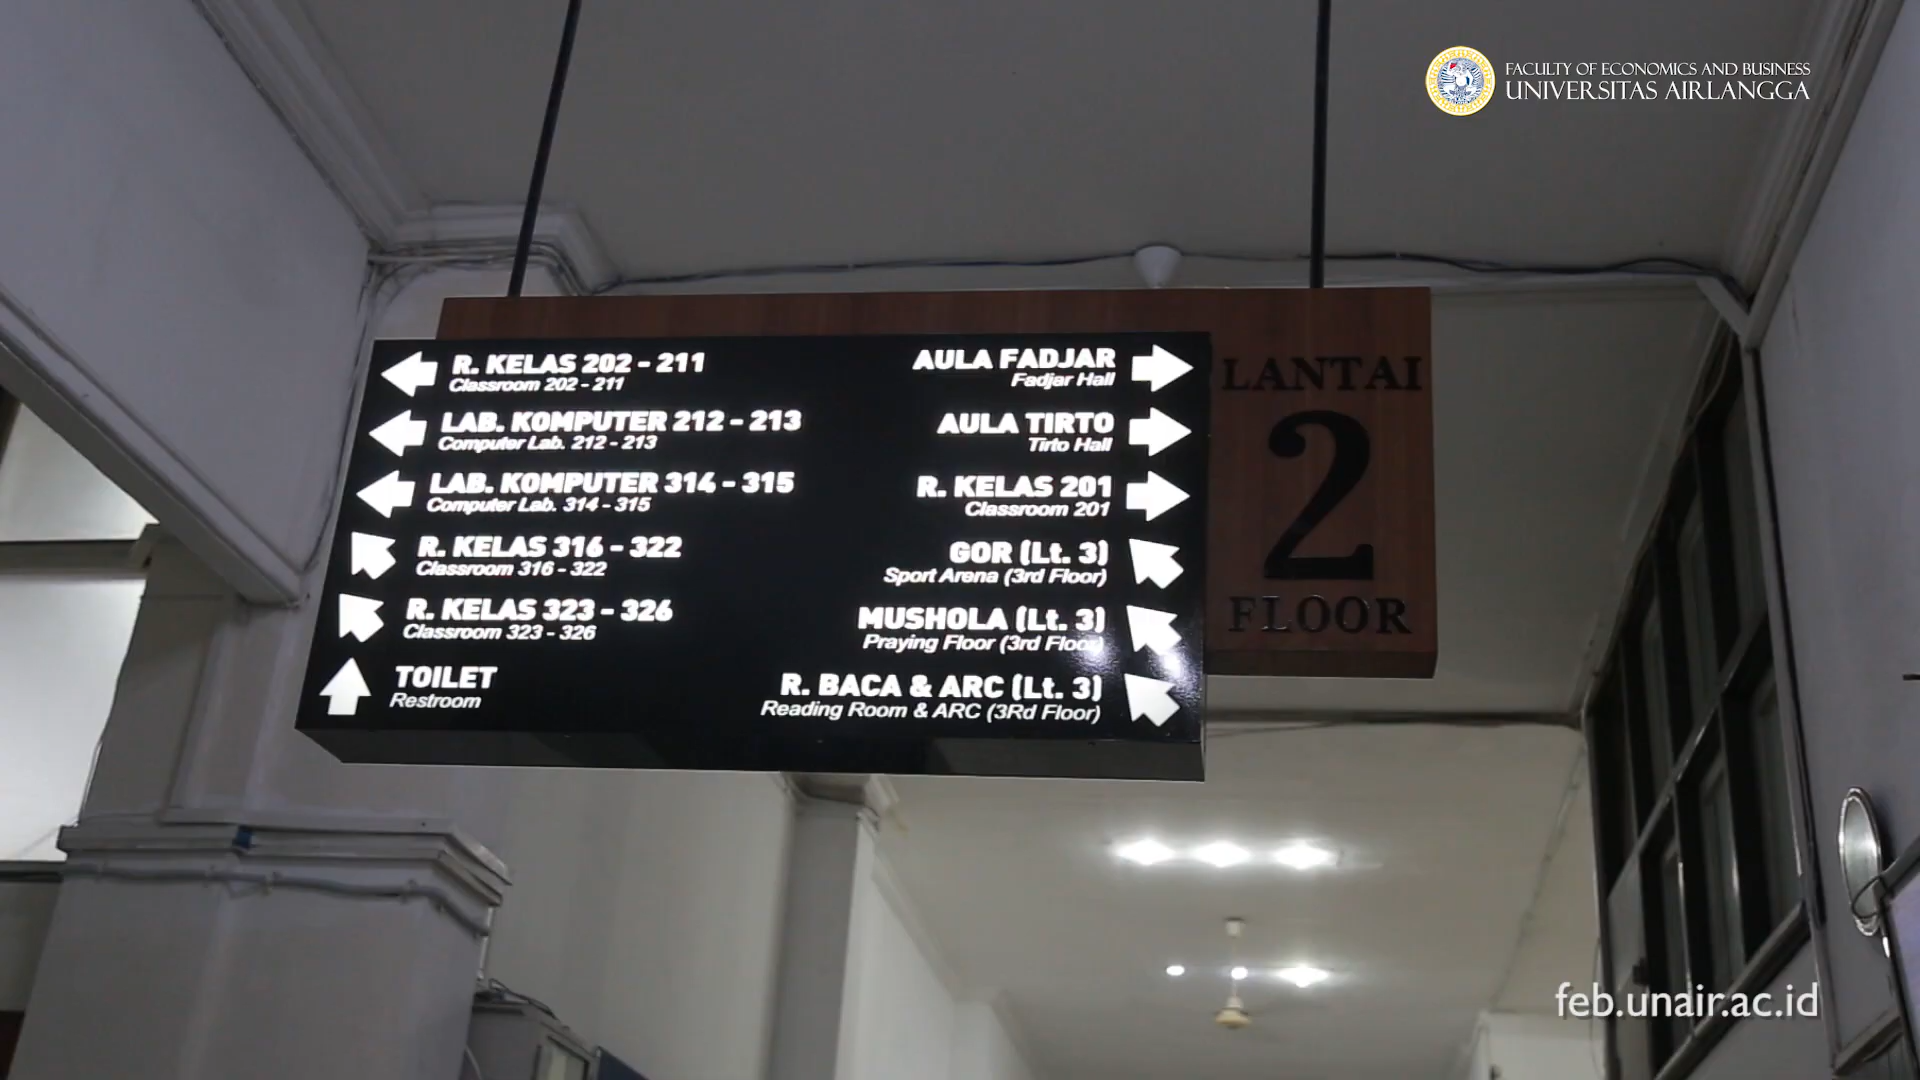 FACULTY OF ECONOMICS AND BUSINESS
UNIVERSITAS AIRLANGGA
R. KELAS 202 - 211
Classroom 202 - 211
LAB. KOMPUTER 212 - 213
Computer Lab. 212 - 213
LAB. KOMPUTER 314 - 315
Computer Lab. 314 - 315
R. KELAS 316 - 322
Classroom 316 - 322
R. KELAS 323 - 326
Classroom 323 - 326
TOILET
Restroom
AULA FADJAR
Fadjar Hall
AULA TIRTO
Tirto Hall
R. KELAS 201
Classroom 201
GOR (Lt. 3)
Sport Arena (3rd Floor)
MUSHOLA (Lt. 3)
Praying Floor (3rd Floor)
R. BACA & ARC (Lt. 3)
Reading Room & ARC (3Rd Floor)
LANTAI
2
FLOOR
feb.unair.ac.id